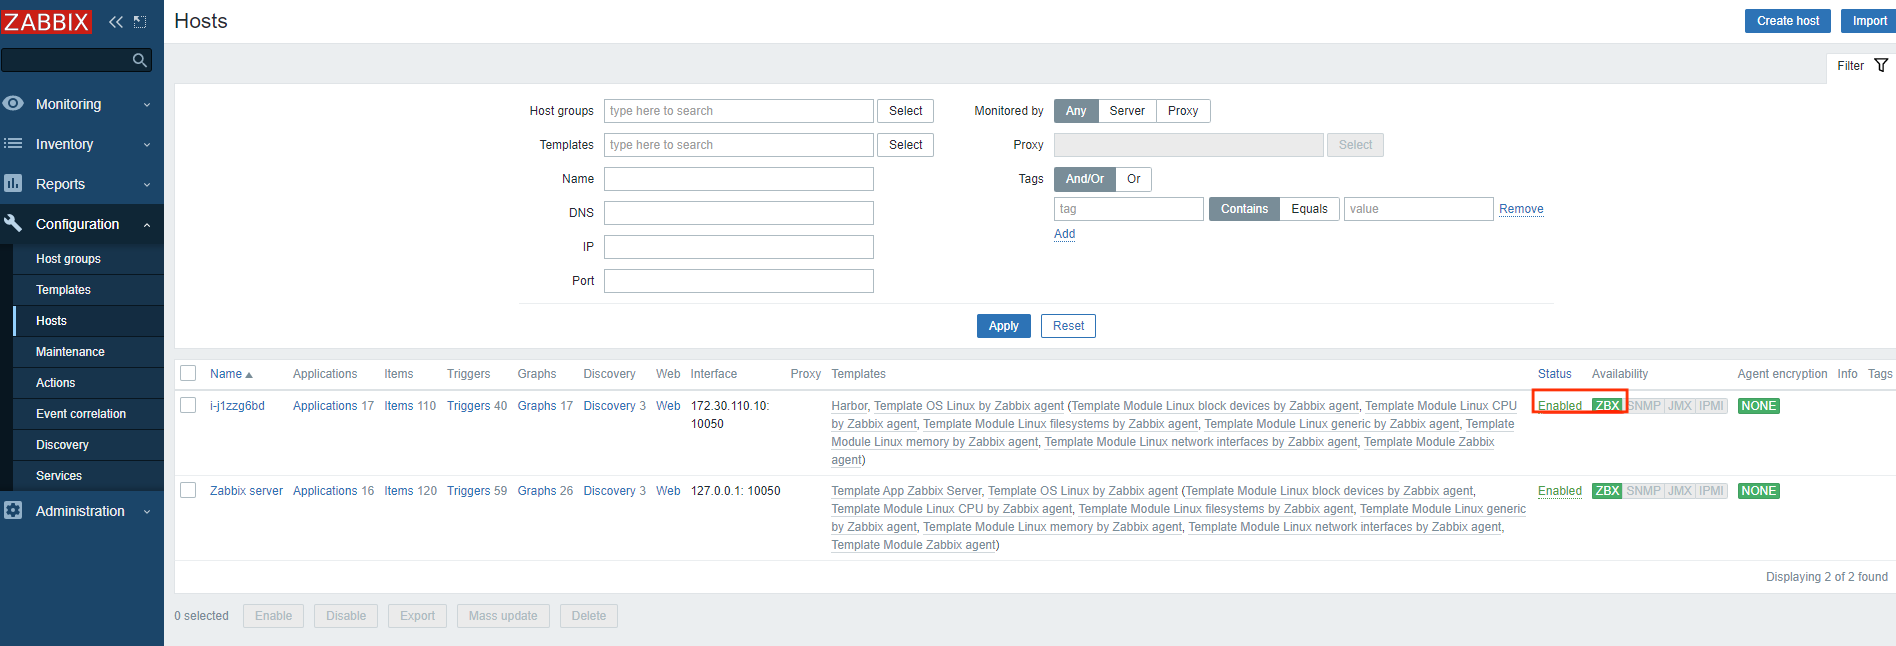 ZABBIX
Hosts
Create host
Import
Filter
Monitoring
Inventory
Reports
Configuration
Host groups
Templates
Hosts
Maintenance
Actions
Event correlation
Discovery
Services
Administration
Host groups type here to search Select
Templates type here to search Select
Name
DNS
IP
Port
Monitored by Any Server Proxy
Proxy Select
Tags And/Or Or
tag Contains Equals value Remove
Add
Apply Reset
Name Applications Items Triggers Graphs Discovery Web Interface Proxy Templates Status Availability Agent encryption Info Tags
i-j1zzg6bd Applications 17 Items 110 Triggers 40 Graphs 17 Discovery 3 Web 172.30.110.10: Harbor, Template OS Linux by Zabbix agent (Template Module Linux block devices by Zabbix agent, Template Module Linux CPU Enabled ZBX SNMP JMX IPMI NONE
10050 by Zabbix agent, Template Module Linux filesystems by Zabbix agent, Template Module Linux generic by Zabbix agent, Template
Module Linux memory by Zabbix agent, Template Module Linux network interfaces by Zabbix agent, Template Module Zabbix
agent)
Zabbix server Applications 16 Items 120 Triggers 59 Graphs 26 Discovery 3 Web 127.0.0.1: 10050 Template App Zabbix Server, Template OS Linux by Zabbix agent (Template Module Linux block devices by Zabbix agent, Enabled ZBX SNMP JMX IPMI NONE
Template Module Linux CPU by Zabbix agent, Template Module Linux filesystems by Zabbix agent, Template Module Linux generic
by Zabbix agent, Template Module Linux memory by Zabbix agent, Template Module Linux network interfaces by Zabbix agent,
Template Module Zabbix agent)
Displaying 2 of 2 found
0 selected Enable Disable Export Mass update Delete